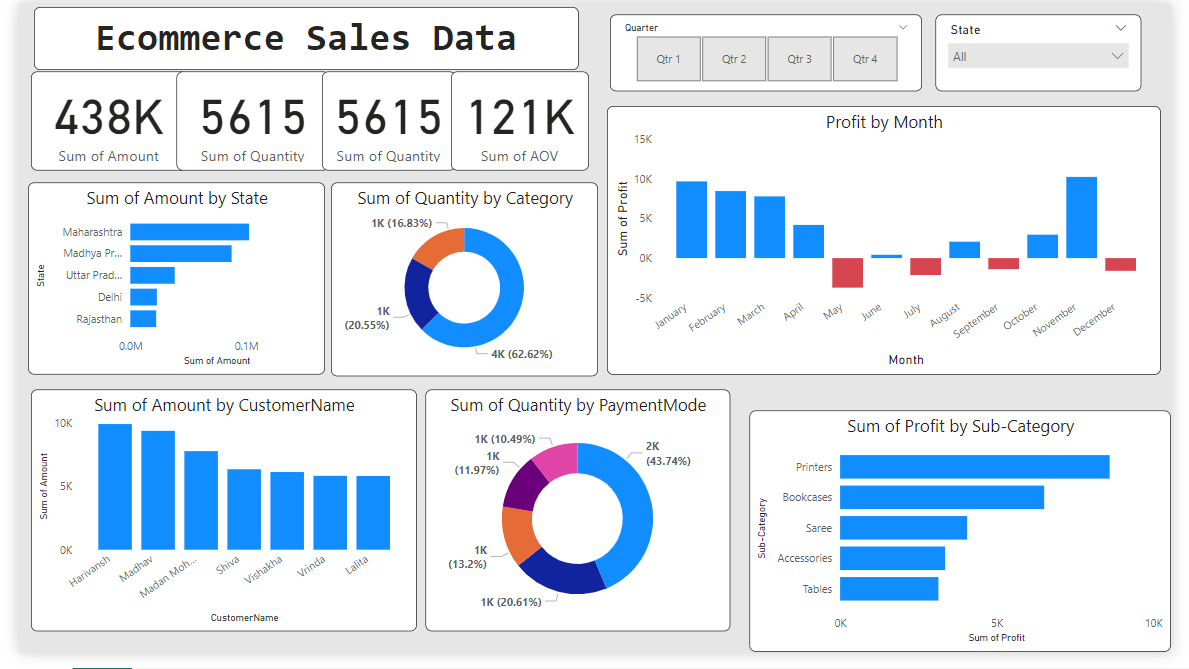 Ecommerce Sales Data
Quarter
Qtr 1
Qtr 2
Qtr 3
Qtr 4
State
All
438K
Sum of Amount
5615
Sum of Quantity
5615
Sum of Quantity
121K
Sum of AOV
Profit by Month
15K
10K
5K
0K
-5K
Sum of Profit
January
February
March
April
May
June
July
August
September
October
November
December
Month
Sum of Amount by State
State
Maharashtra
Madhya Pr...
Uttar Prad...
Delhi
Rajasthan
0.0M
0.1M
Sum of Amount
Sum of Quantity by Category
1K (16.83%)
1K
(20.55%)
4K (62.62%)
Sum of Amount by CustomerName
10K
5K
0K
Sum of Amount
Harivansh
Madhav
Madan Moh...
Shiva
Vishakha
Vrinda
Lalita
CustomerName
Sum of Quantity by PaymentMode
1K (10.49%)
1K
(11.97%)
1K
(13.2%)
1K (20.61%)
2K
(43.74%)
Sum of Profit by Sub-Category
Sub-Category
Printers
Bookcases
Saree
Accessories
Tables
0K
5K
10K
Sum of Profit